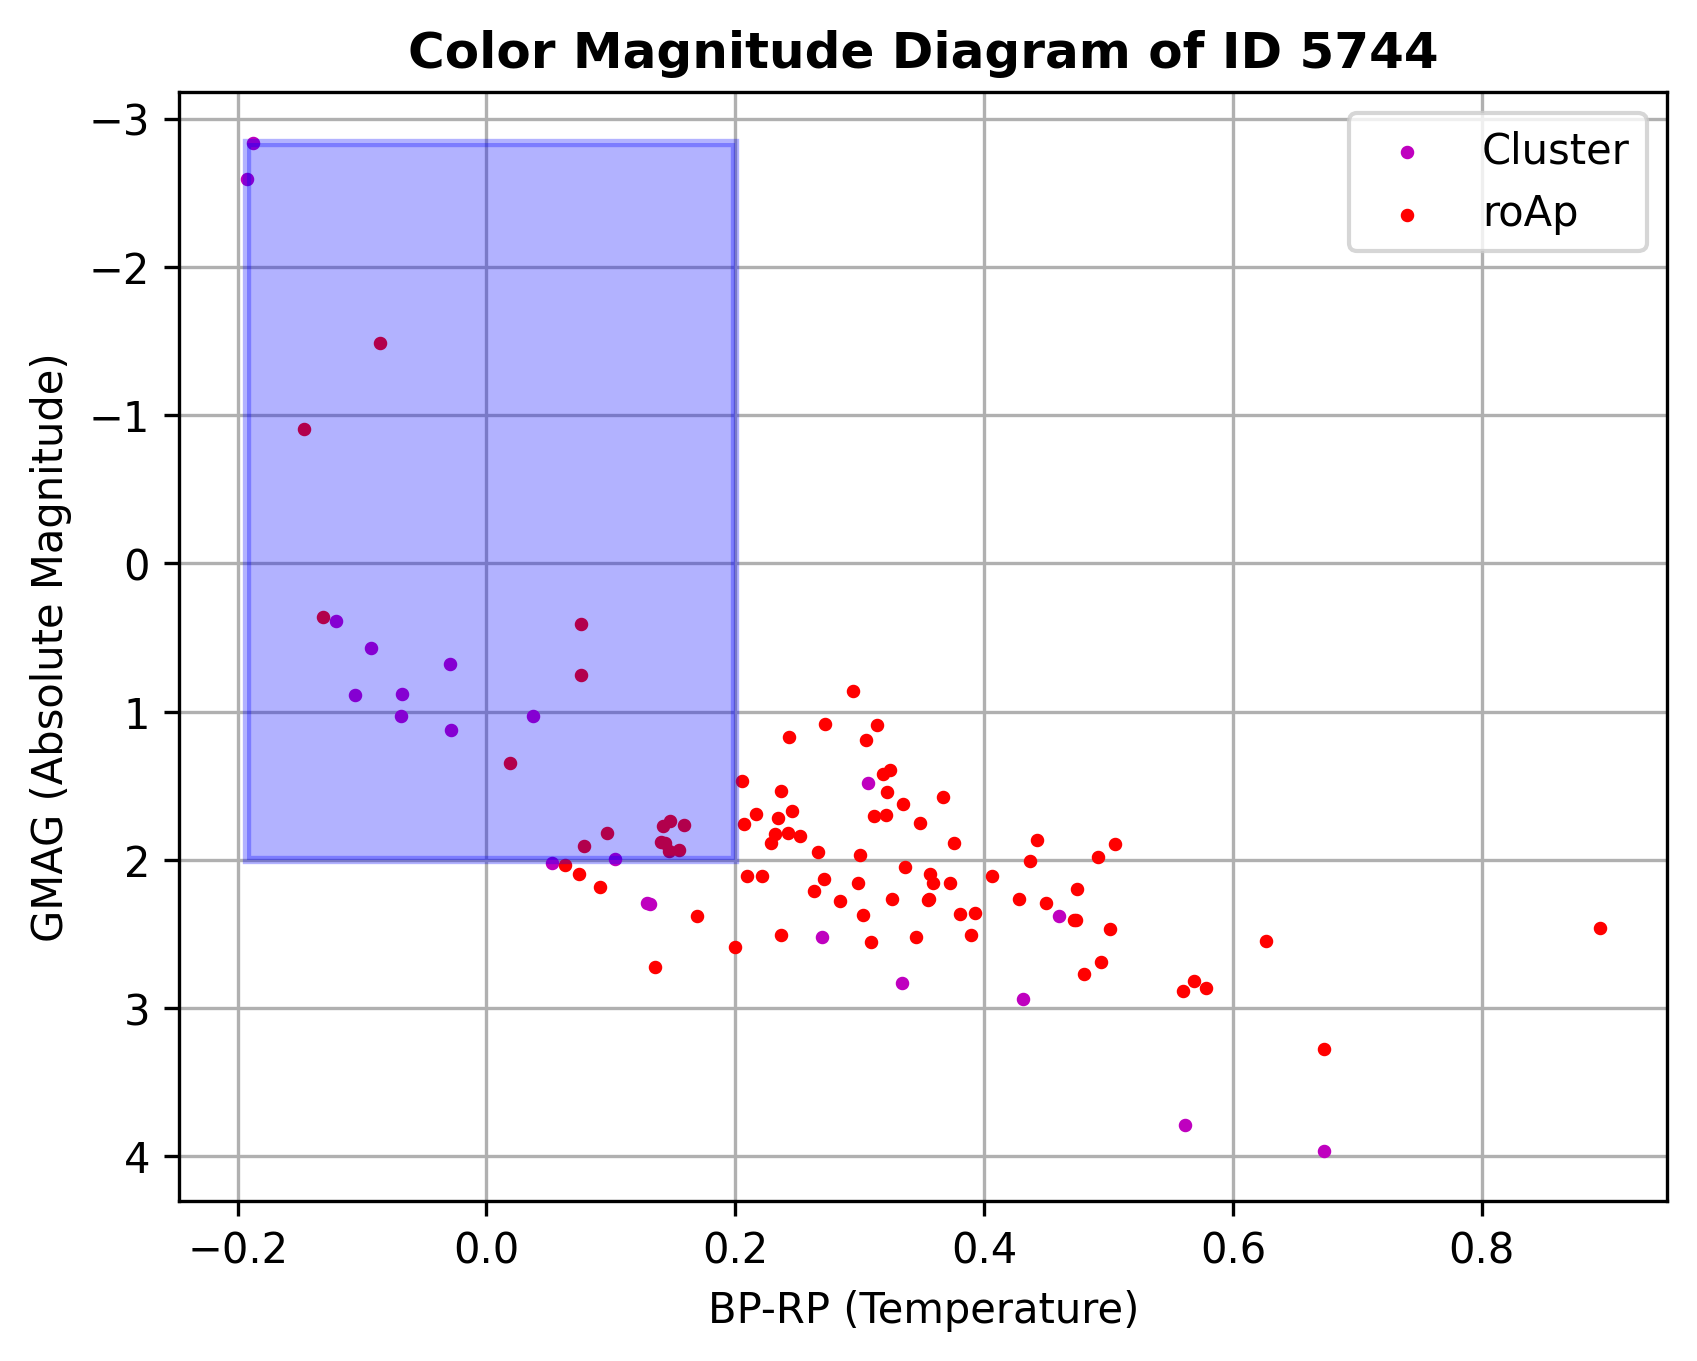 Color Magnitude Diagram of ID 5744
Cluster
roAp
−3
−2
−1
0
1
2
3
4
GMAG (Absolute Magnitude)
−0.2 0.0 0.2 0.4 0.6 0.8
BP-RP (Temperature)